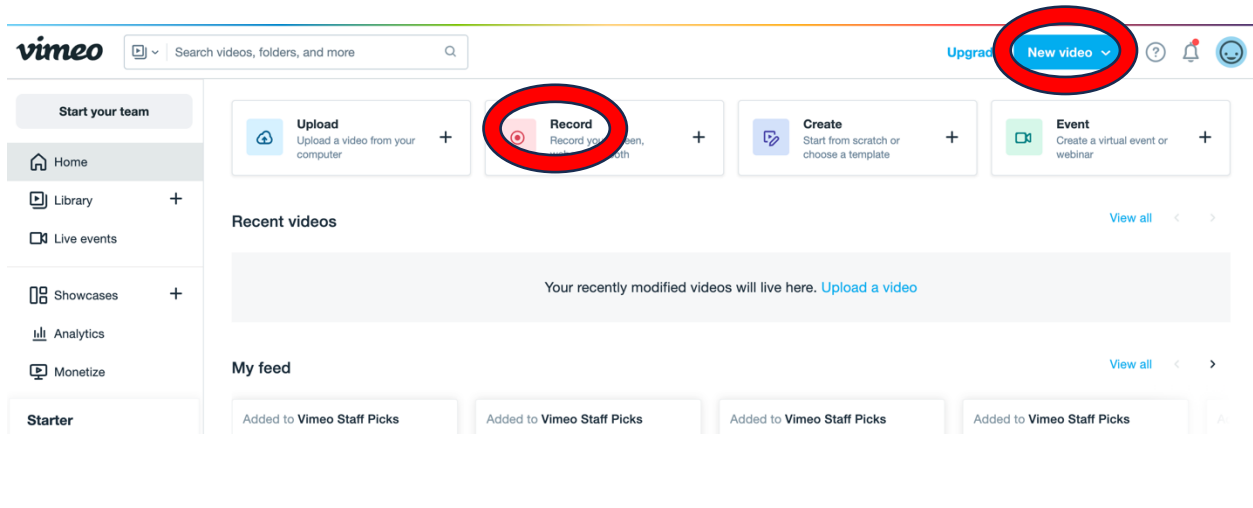 vimeo
Search videos, folders, and more
Upgrad
New video
?
Start your team
Home
Library
Live events
Showcases
Analytics
Monetize
Starter
Upload
Upload a video from your
computer
Record
Record
Create
Start from scratch or
choose a template
Event
Create a virtual event or
webinar
Recent videos
View all
Your recently modified videos will live here. Upload a video
My feed
View all
Added to Vimeo Staff Picks
Added to Vimeo Staff Picks
Added to Vimeo Staff Picks
Added to Vimeo Staff Picks